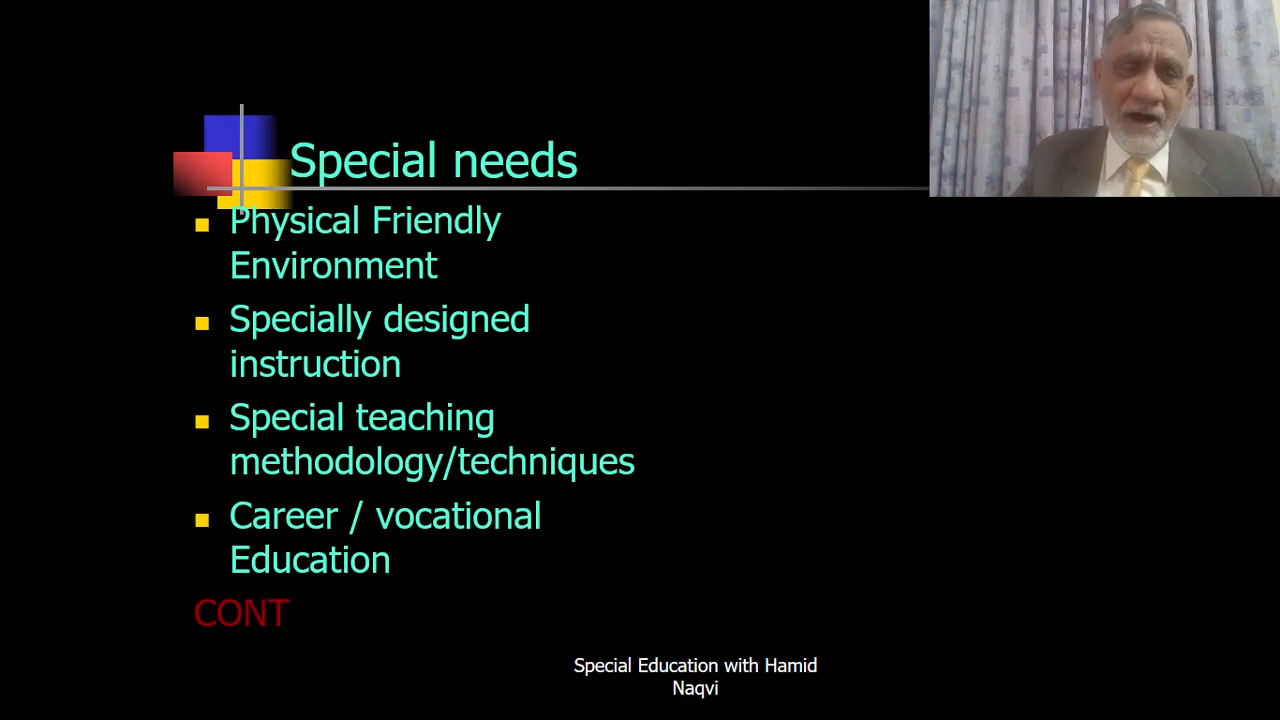 Special needs
Physical Friendly
Environment
Specially designed
instruction
Special teaching
methodology/techniques
Career / vocational
Education
CONT
Special Education with Hamid
Naqvi